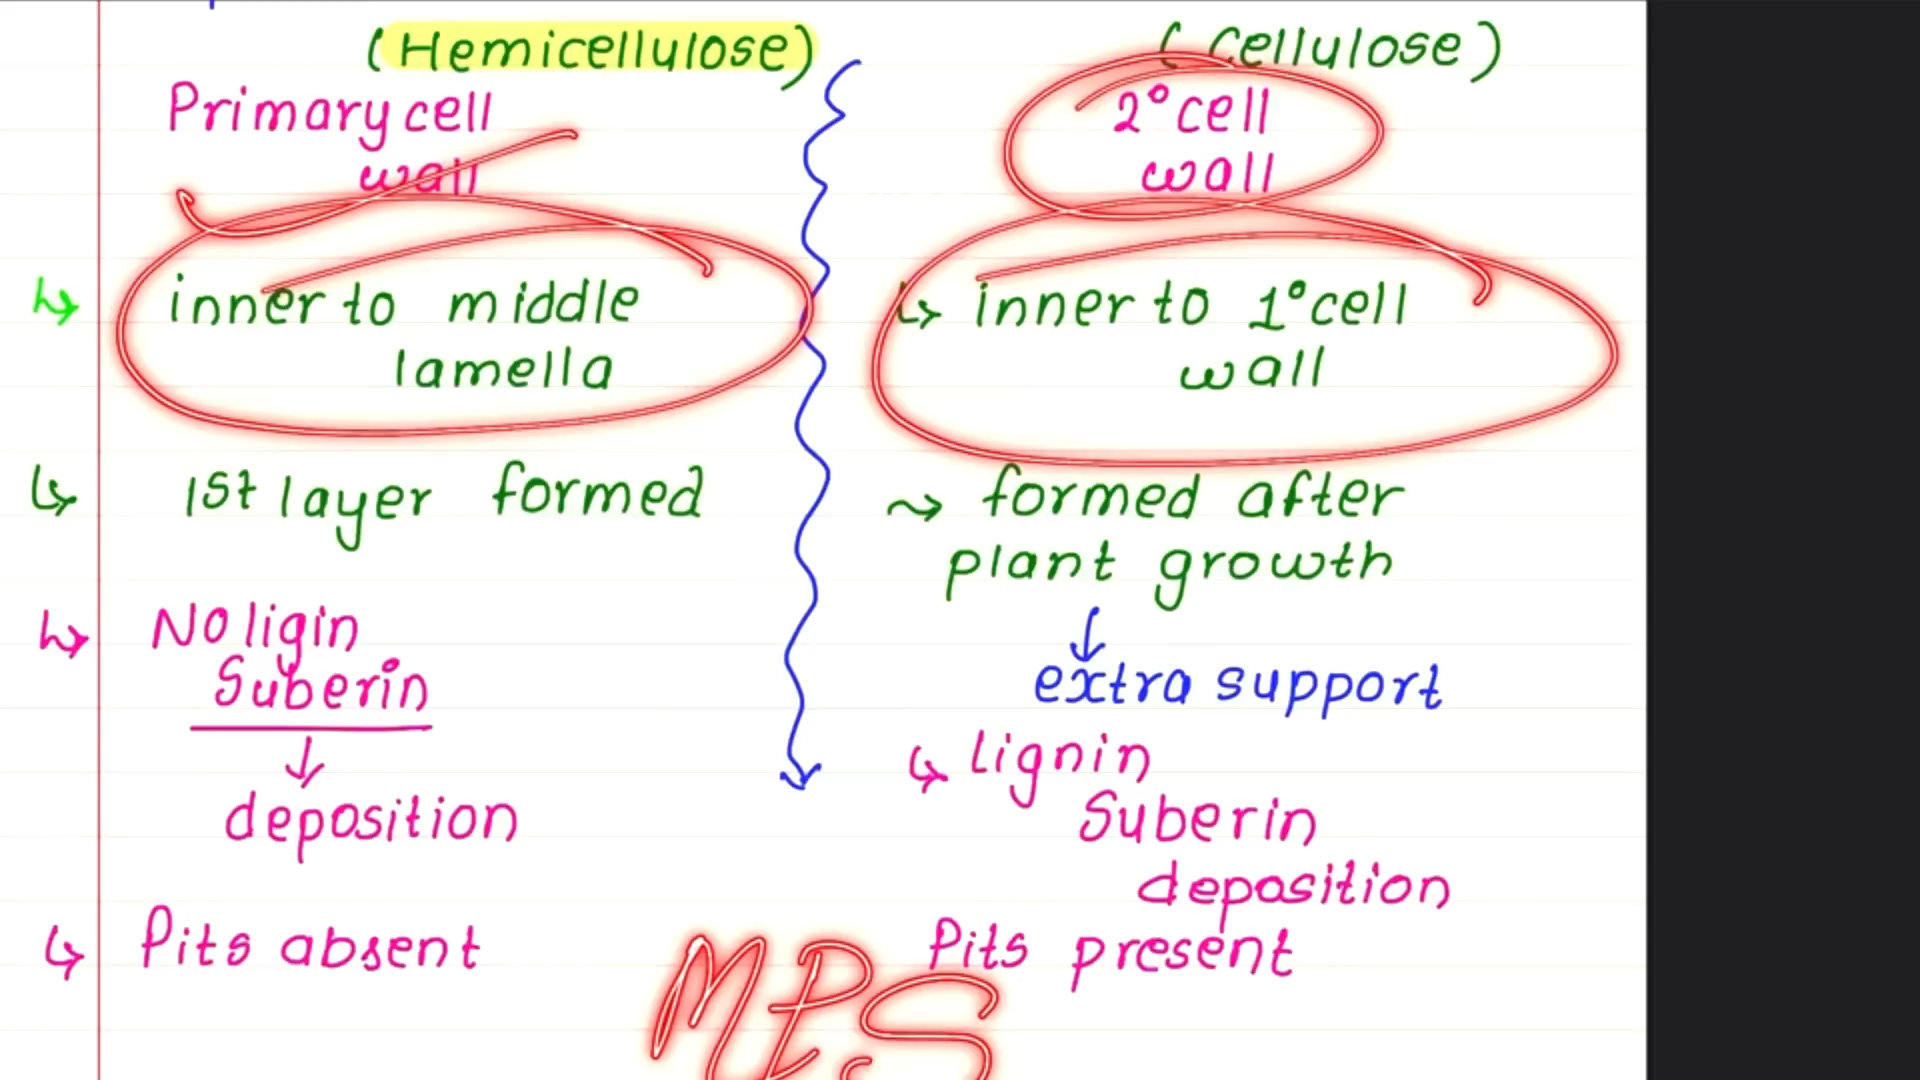 (Hemicellulose)
Primary cell
wall
inner to middle
lamella
1st layer formed
No ligin
Suberin
deposition
Pits absent
(Cellulose)
2° cell
wall
inner to 1° cell
wall
formed after
plant growth
extra support
Lignin
Suberin
deposition
Pits present
MPS